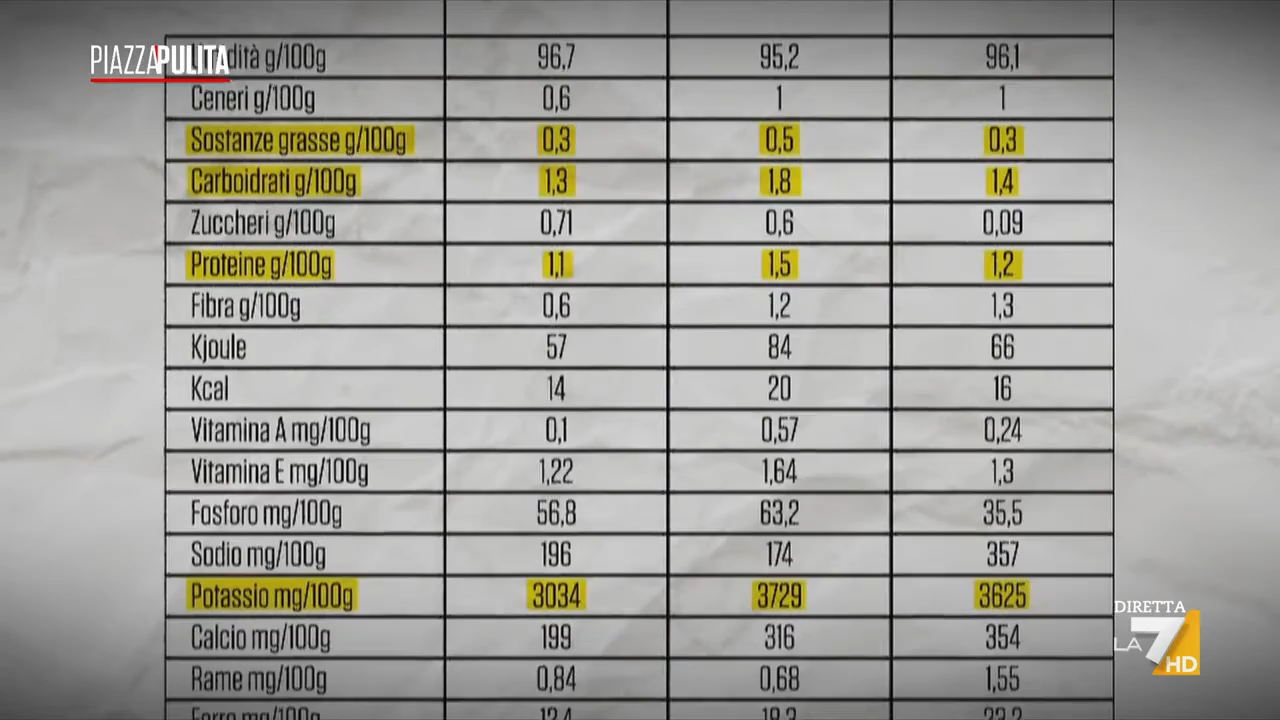 PIAZZAPULITA
g/100g 96,7 95,2 96,1
Ceneri g/100g 0,6 1 1
Sostanze grasse g/100g 0,3 0,5 0,3
Carboidrati g/100g 1,3 1,8 1,4
Zuccheri g/100g 0,71 0,6 0,09
Proteine g/100g 1,1 1,5 1,2
Fibra g/100g 0,6 1,2 1,3
Kjoule 57 84 66
Kcal 14 20 16
Vitamina A mg/100g 0,1 0,57 0,24
Vitamina E mg/100g 1,22 1,64 1,3
Fosforo mg/100g 56,8 63,2 35,5
Sodio mg/100g 196 174 357
Potassio mg/100g 3034 3729 3625
Calcio mg/100g 199 316 354
Rame mg/100g 0,84 0,68 1,55
DIRETTA
LA 7 HD